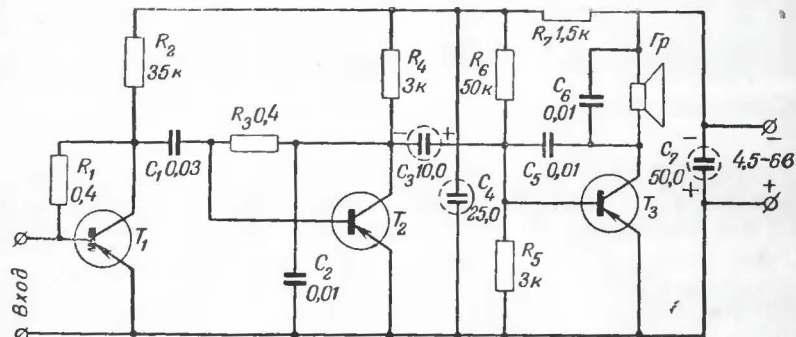 R₂
35к
R₄
3к
R₆
50к
R₇ 1,5к
Гр
C₆
0,01
R₃ 0,4
C₁ 0,03
R₁
0,4
T₁
Вход
C₂
0,01
T₂
− +
C₃ 10,0
C₄
25,0
C₅
0,01
R₅
3к
T₃
−
C₇
50,0
+
−
4,5-6в
+